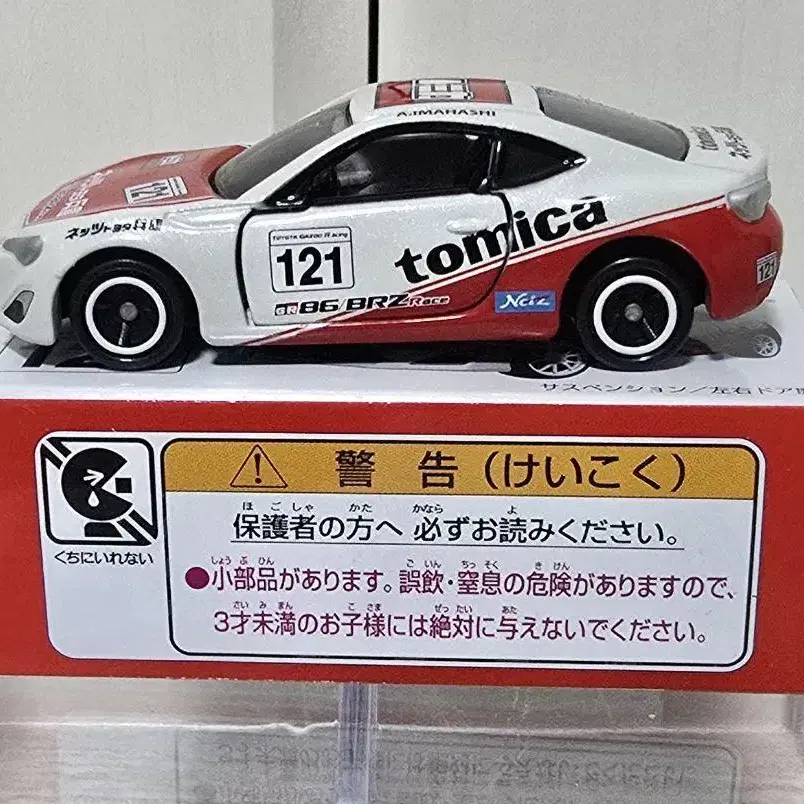 A.IMAHASHI
tomica
121
ネッツトヨタ兵庫
TOYOTA GAZOO Racing
121
tomica
GR 86/BRZ Race
Netz
121
サスペンション/左右ドア開
警告(けいこく)
ほごしゃ かた かなら よ
保護者の方へ 必ずお読みください。
くちにいれない
しょうぶひん ごいん ちっそく きけん
●小部品があります。誤飲・窒息の危険がありますので、
さいみまん こさま ぜったい あた
3才未満のお子様には絶対に与えないでください。